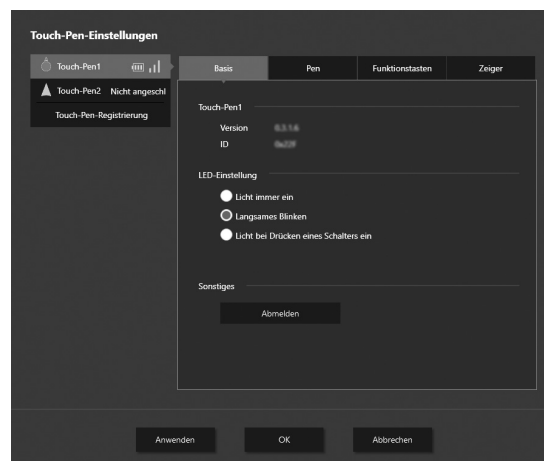 Touch-Pen-Einstellungen
Touch-Pen1
Touch-Pen2 Nicht angeschl
Touch-Pen-Registrierung
Basis Pen Funktionstasten Zeiger
Touch-Pen1
Version
ID
LED-Einstellung
Licht immer ein
Langsames Blinken
Licht bei Drücken eines Schalters ein
Sonstiges
Abmelden
Anwenden OK Abbrechen